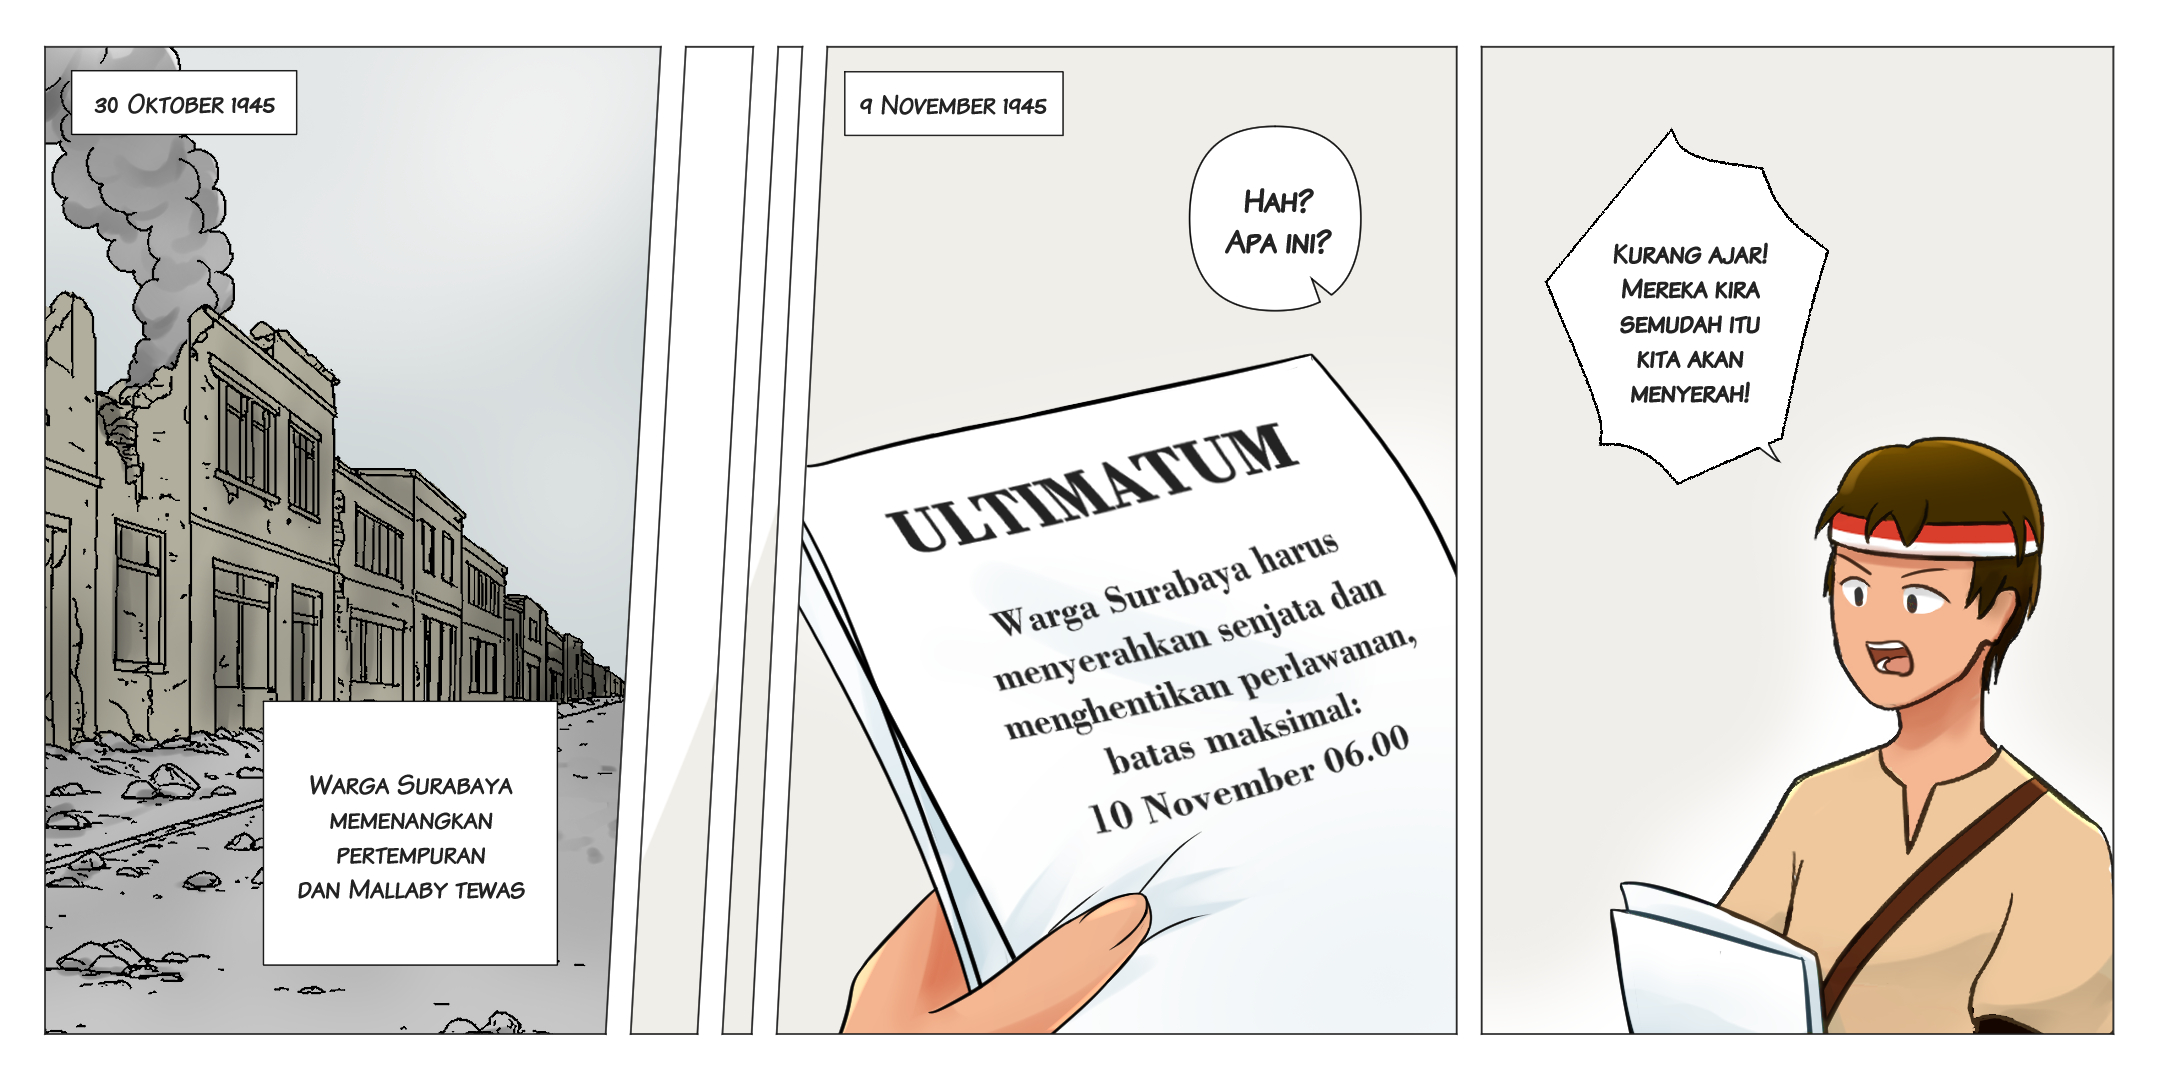 30 OKTOBER 1945
WARGA SURABAYA
MEMENANGKAN
PERTEMPURAN
DAN MALLABY TEWAS
9 NOVEMBER 1945
HAH?
APA INI?
ULTIMATUM
Warga Surabaya harus
menyerahkan senjata dan
menghentikan perlawanan,
batas maksimal:
10 November 06.00
KURANG AJAR!
MEREKA KIRA
SEMUDAH ITU
KITA AKAN
MENYERAH!